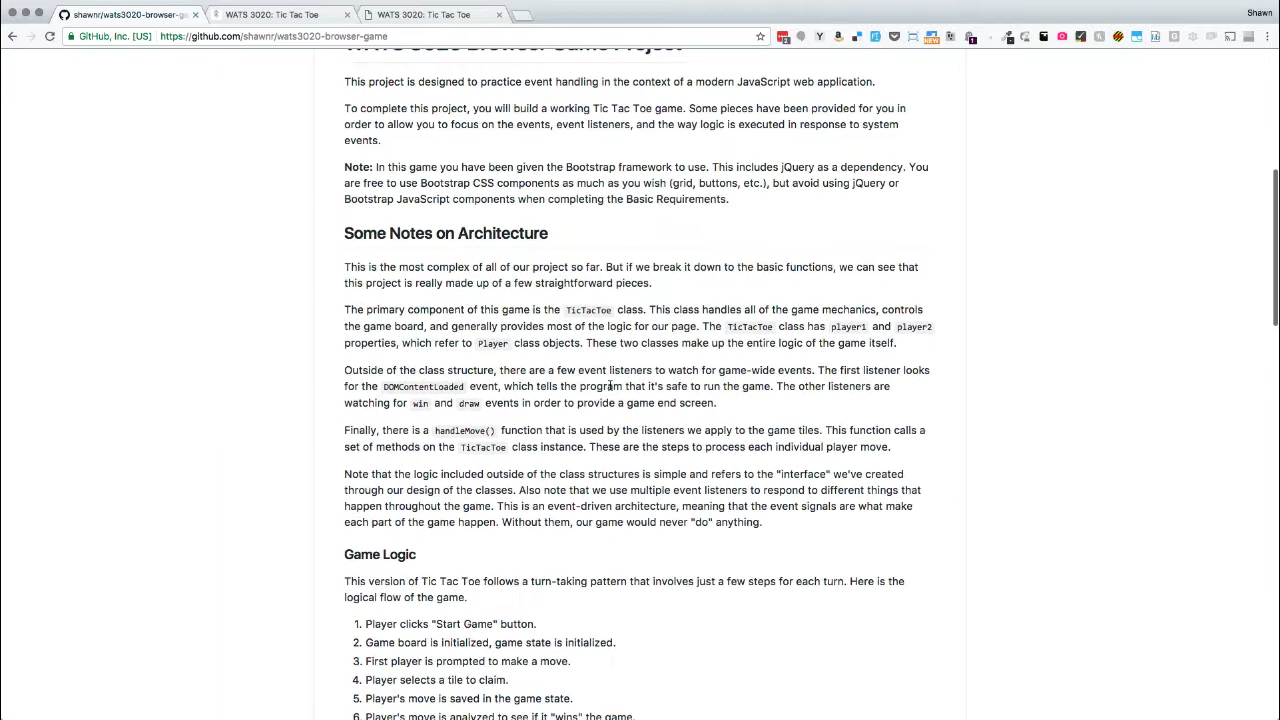 shawnr/wats3020-browser-ga
WATS 3020: Tic Tac Toe
WATS 3020: Tic Tac Toe
Shawn
GitHub, Inc. [US]
https://github.com/shawnr/wats3020-browser-game
WATS 3020 Browser Game Project
This project is designed to practice event handling in the context of a modern JavaScript web application.
To complete this project, you will build a working Tic Tac Toe game. Some pieces have been provided for you in
order to allow you to focus on the events, event listeners, and the way logic is executed in response to system
events.
Note: In this game you have been given the Bootstrap framework to use. This includes jQuery as a dependency. You
are free to use Bootstrap CSS components as much as you wish (grid, buttons, etc.), but avoid using jQuery or
Bootstrap JavaScript components when completing the Basic Requirements.
Some Notes on Architecture
This is the most complex of all of our project so far. But if we break it down to the basic functions, we can see that
this project is really made up of a few straightforward pieces.
The primary component of this game is the TicTacToe class. This class handles all of the game mechanics, controls
the game board, and generally provides most of the logic for our page. The TicTacToe class has player1 and player2
properties, which refer to Player class objects. These two classes make up the entire logic of the game itself.
Outside of the class structure, there are a few event listeners to watch for game-wide events. The first listener looks
for the DOMContentLoaded event, which tells the program that it's safe to run the game. The other listeners are
watching for win and draw events in order to provide a game end screen.
Finally, there is a handleMove() function that is used by the listeners we apply to the game tiles. This function calls a
set of methods on the TicTacToe class instance. These are the steps to process each individual player move.
Note that the logic included outside of the class structures is simple and refers to the "interface" we've created
through our design of the classes. Also note that we use multiple event listeners to respond to different things that
happen throughout the game. This is an event-driven architecture, meaning that the event signals are what make
each part of the game happen. Without them, our game would never "do" anything.
Game Logic
This version of Tic Tac Toe follows a turn-taking pattern that involves just a few steps for each turn. Here is the
logical flow of the game.
1. Player clicks "Start Game" button.
2. Game board is initialized, game state is initialized.
3. First player is prompted to make a move.
4. Player selects a tile to claim.
5. Player's move is saved in the game state.
6. Player's move is analyzed to see if it "wins" the game.